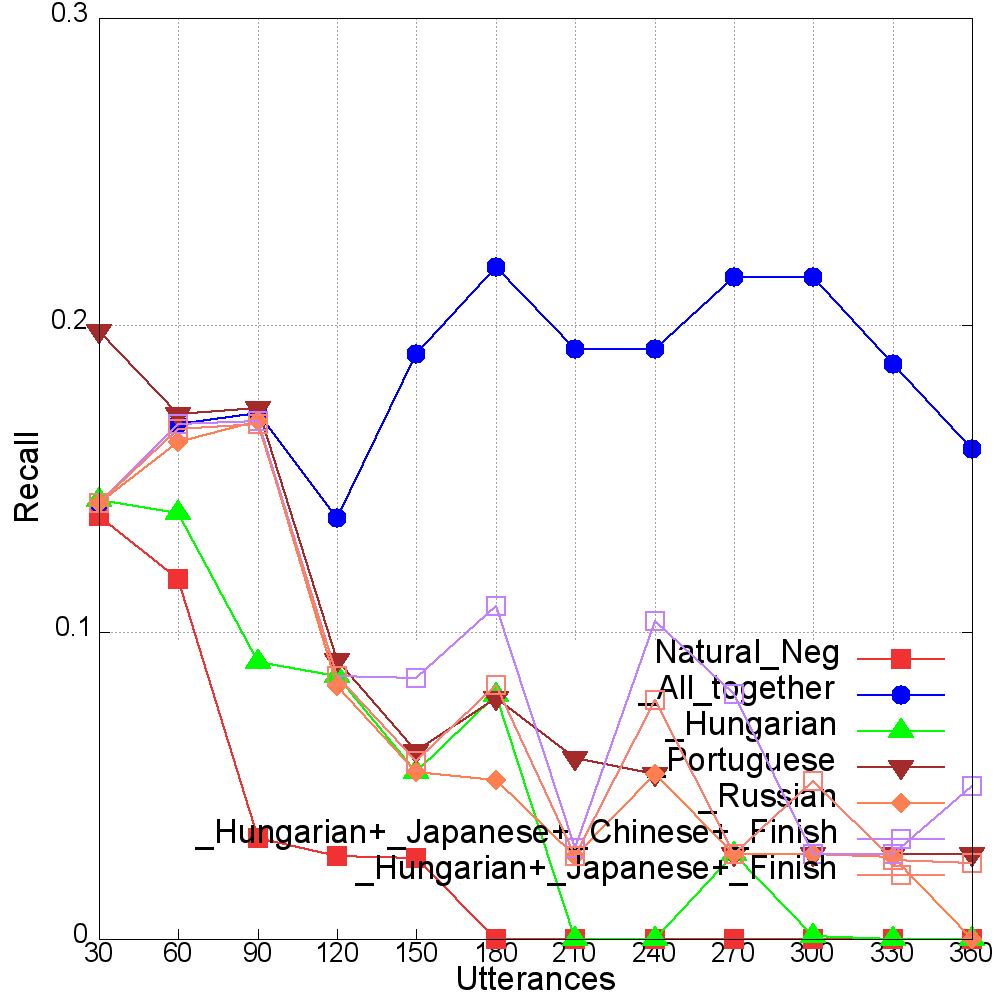 0.3
0.2
0.1
0
Recall
Natural_Neg
_All_together
_Hungarian
_Portuguese
_Russian
_Hungarian+_Japanese+_Chinese+_Finish
_Hungarian+_Japanese+_Finish
30 60 90 120 150 180 210 240 270 300 330 360
Utterances